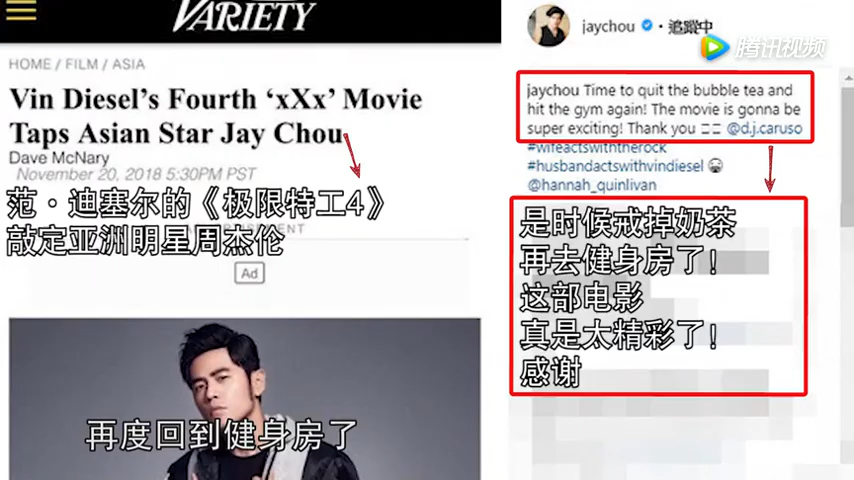 VARIETY
HOME / FILM / ASIA
Vin Diesel's Fourth 'xXx' Movie
Taps Asian Star Jay Chou
Dave McNary
November 20, 2018 5:30PM PST
范·迪塞尔的《极限特工4》
敲定亚洲明星周杰伦
Ad
再度回到健身房了
jaychou · 追蹤中
腾讯视频
jaychou Time to quit the bubble tea and
hit the gym again! The movie is gonna be
super exciting! Thank you @d.j.caruso
#wifeactswiththerock
#husbandactswithvindiesel
@hannah_quinlivan
是时候戒掉奶茶
再去健身房了!
这部电影
真是太精彩了!
感谢